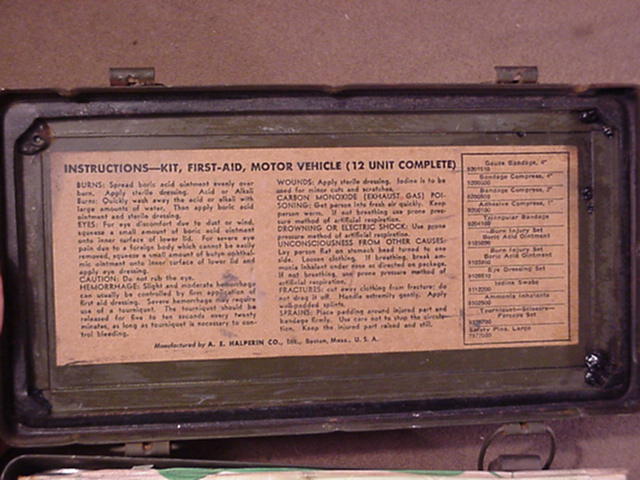 INSTRUCTIONS—KIT, FIRST-AID, MOTOR VEHICLE (12 UNIT COMPLETE)
BURNS: Spread boric acid ointment evenly over
burn. Apply sterile dressing. Acid or Alkali
Burns: Quickly wash away the acid or alkali with
large amounts of water. Then apply boric acid
ointment and sterile dressing.
EYES: For eye discomfort due to dust or wind,
squeeze a small amount of boric acid ointment
onto inner surface of lower lid. For severe eye
pain due to a foreign body which cannot be easily
removed, squeeze a small amount of butyn ophthal-
mic ointment onto inner surface of lower lid and
apply eye dressing.
CAUTION: Do not rub the eye.
HEMORRHAGE: Slight and moderate hemorrhage
can usually be controlled by firm application of
first aid dressing. Severe hemorrhage may require
use of a tourniquet. The tourniquet should be
released for five to ten seconds every twenty
minutes, as long as tourniquet is necessary to con-
trol bleeding.
WOUNDS: Apply sterile dressing. Iodine is to be
used for minor cuts and scratches.
CARBON MONOXIDE (EXHAUST GAS) POI-
SONING: Get person into fresh air quickly. Keep
person warm. If not breathing use prone pres-
sure method of artificial respiration.
DROWNING OR ELECTRIC SHOCK: Use prone
pressure method of artificial respiration.
UNCONSCIOUSNESS FROM OTHER CAUSES:
Lay person flat on stomach head turned to one
side. Loosen clothing. If breathing, break am-
monia inhalant under nose as directed on package.
If not breathing, use prone pressure method of
artificial respiration.
FRACTURES: cut away clothing from fracture; do
not drag it off. Handle extremely gently. Apply
well-padded splints.
SPRAINS: Place padding around injured part and
bandage firmly. Use care not to stop the circula-
tion. Keep the injured part raised and still.
Manufactured by A. E. HALPERIN CO., Inc., Boston, Mass., U. S. A.
Gauze Bandage, 4"
Bandage Compress, 4"
Bandage Compress, 2"
Adhesive Compress, 1"
Triangular Bandage
Burn Injury Set
Boric Acid Ointment
Burn Injury Set
Boric Acid Ointment
Eye Dressing Set
Iodine Swabs
Ammonia Inhalants
Tourniquet—Scissors—
Forceps Set
Safety Pins, Large